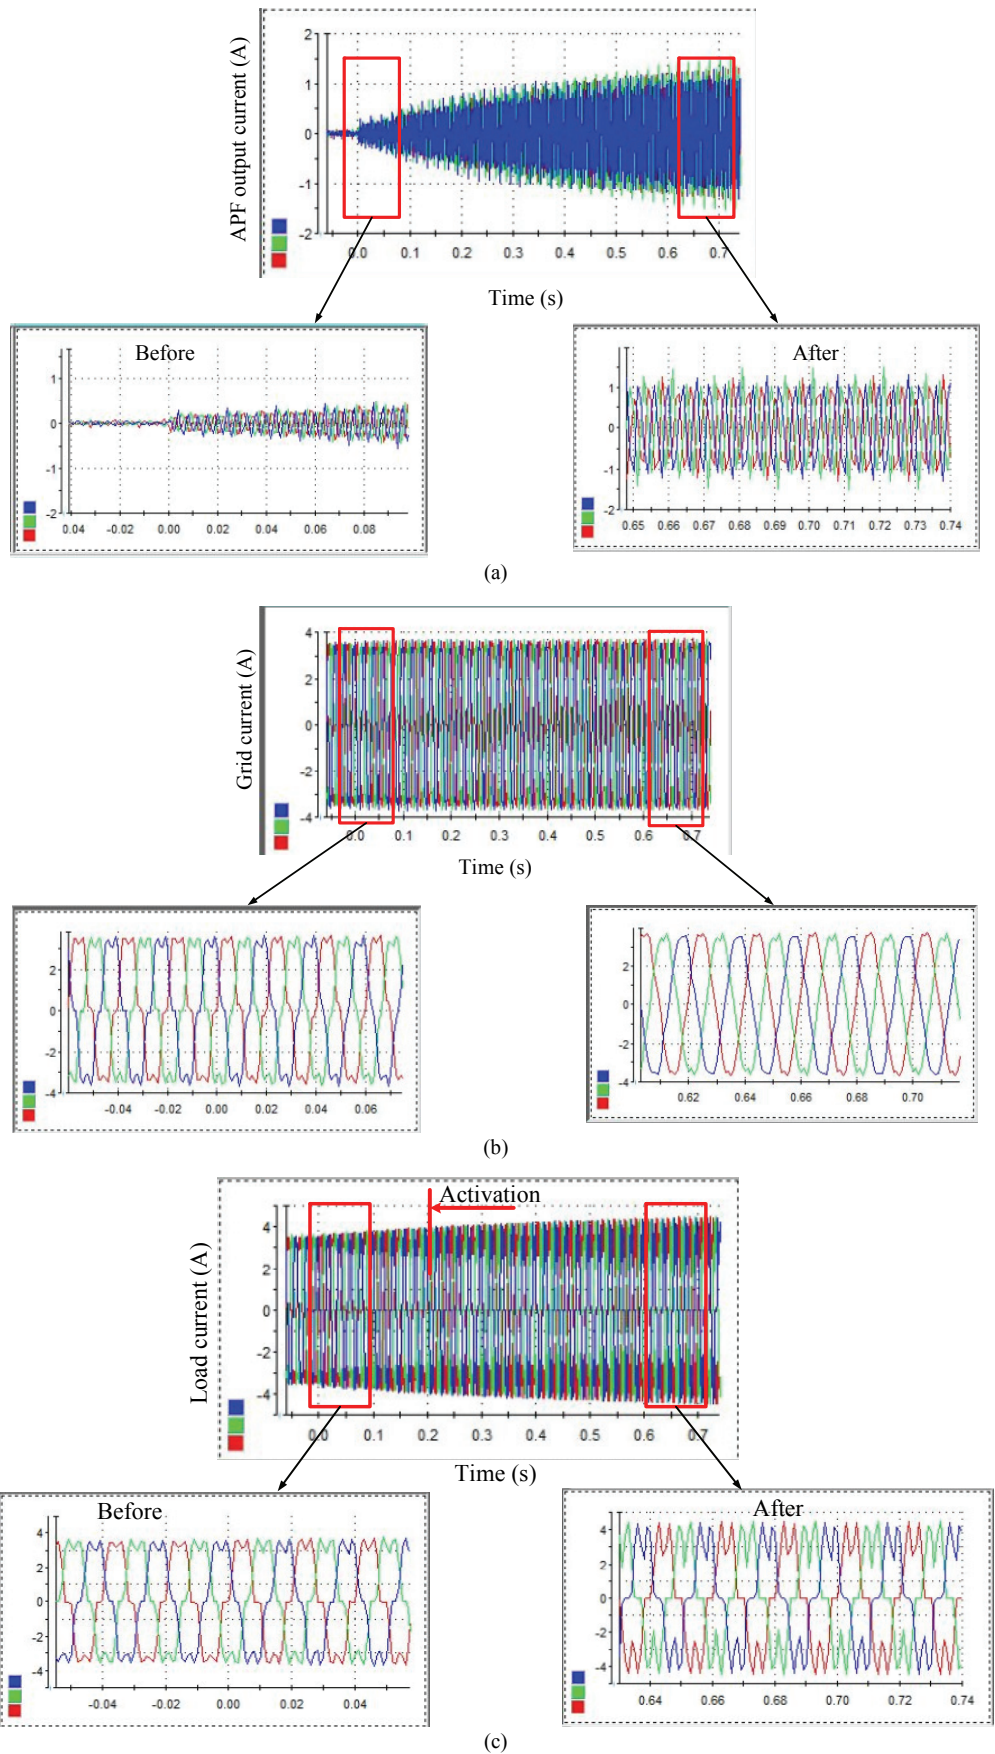 APF output current (A)
2
1
0
-1
-2
0.0 0.1 0.2 0.3 0.4 0.5 0.6 0.7
Time (s)
Before
1
0
-1
-2
-0.04 -0.02 0.00 0.02 0.04 0.06 0.08
After
1
0
-1
-2
0.65 0.66 0.67 0.68 0.69 0.70 0.71 0.72 0.73 0.74
(a)
Grid current (A)
4
2
0
-2
-4
0.0 0.1 0.2 0.3 0.4 0.5 0.6 0.7
Time (s)
2
0
-2
-4
-0.04 -0.02 0.00 0.02 0.04 0.06
2
0
-2
-4
0.62 0.64 0.66 0.68 0.70
(b)
Load current (A)
Activation
4
2
0
-2
-4
0.0 0.1 0.2 0.3 0.4 0.5 0.6 0.7
Time (s)
Before
4
2
0
-2
-4
-0.04 -0.02 0.00 0.02 0.04
After
4
2
0
-2
-4
0.64 0.66 0.68 0.70 0.72 0.74
(c)